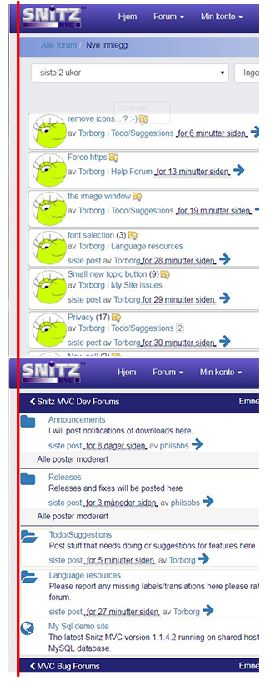 SNiTZ Hjem Forum Min konto
MVC
Alle forum / Nye innlegg
siste 2 uker
remove icons...? :-)
av Torborg | Todo/Suggestions for 6 minutter siden,
Force https
av Torborg | Help Forum for 13 minutter siden,
the image window
av Torborg | Todo/Suggestions for 19 minutter siden,
font selection (3)
av Torborg | Language resources
siste post av Torborg for 28 minutter siden,
Small new topic button (9)
av Torborg | My Site Issues
siste post av Torborg for 29 minutter siden,
Privacy (17)
av Torborg | Todo/Suggestions 2
siste post av Torborg for 30 minutter siden,
SNiTZ Hjem Forum Min konto
MVC
Snitz MVC Dev Forums Emne
Announcements
I will post notifications of downloads here.
siste post for 8 dager siden, av philsbbs
Alle poster moderert
Releases
Releases and fixes will be posted here
siste post for 3 måneder siden, av philsbbs
Alle poster moderert
Todo/Suggestions
Post stuff that needs doing or suggestions for features here
siste post for 5 minutter siden, av Torborg
Language resources
Please report any missing labels/translations here please
forum.
siste post for 27 minutter siden, av Torborg
My Sql demo site
The latest Snitz MVC version 1.1.4.2 running on shared host
MySQL database.
MVC Bug Forums Emne